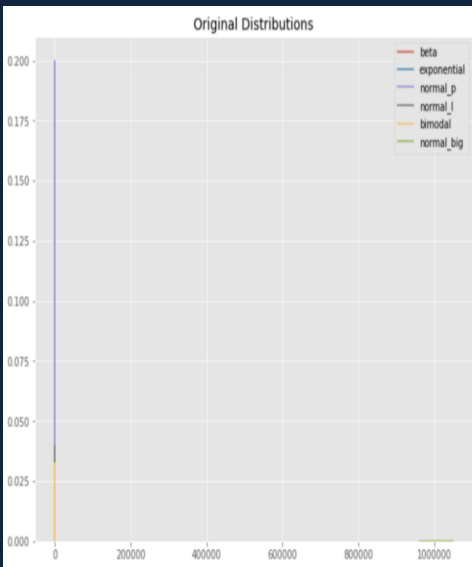 Original Distributions
beta
exponential
normal_p
normal_l
bimodal
normal_big
0.200
0.175
0.150
0.125
0.100
0.075
0.050
0.025
0.000
0
200000
400000
600000
800000
1000000